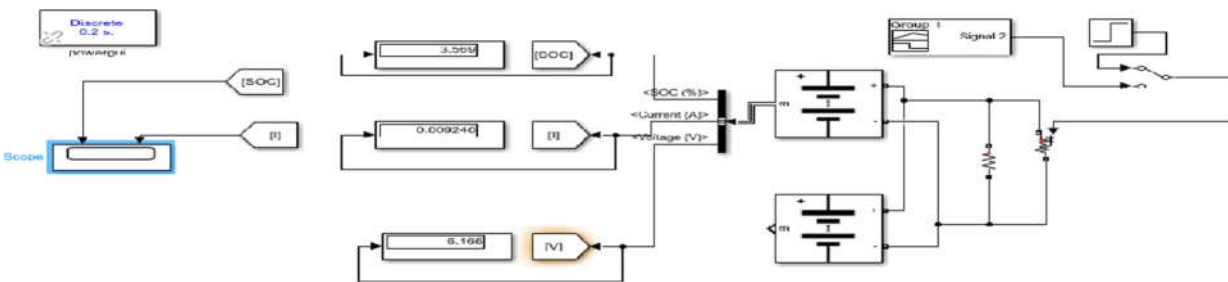 Discrete
0.2 s.
powergui
[SOC]
[I]
Scope
3.569
[SOC]
0.009246
[I]
6.166
[V]
<SOC (%)>
<Current (A)>
<Voltage (V)>
m
+
+
-
m
+
-
Group 1
Signal 2